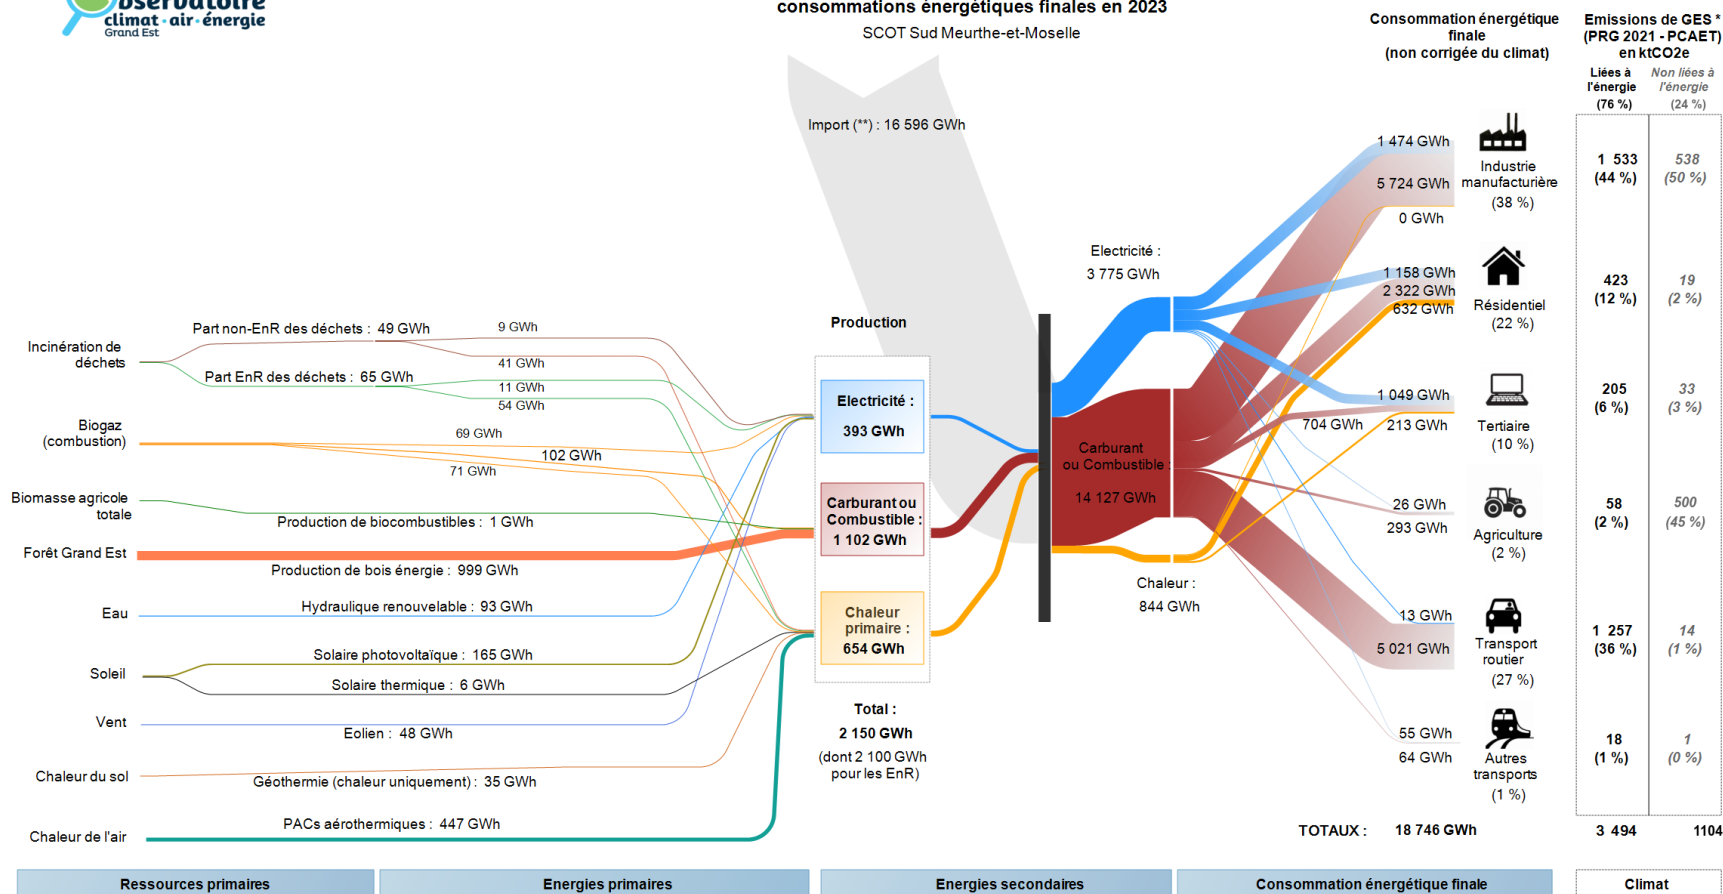 Observatoire
climat · air · énergie
Grand Est
consommations énergétiques finales en 2023
SCOT Sud Meurthe-et-Moselle
Consommation énergétique
finale
(non corrigée du climat)
Emissions de GES *
(PRG 2021 - PCAET)
en ktCO2e
Liées à
l'énergie
(76 %)
Non liées à
l'énergie
(24 %)
Import (**) : 16 596 GWh
Incinération de
déchets
Part non-EnR des déchets : 49 GWh
9 GWh
41 GWh
Part EnR des déchets : 65 GWh
11 GWh
54 GWh
Biogaz
(combustion)
69 GWh
102 GWh
71 GWh
Biomasse agricole
totale
Production de biocombustibles : 1 GWh
Forêt Grand Est
Production de bois énergie : 999 GWh
Eau
Hydraulique renouvelable : 93 GWh
Soleil
Solaire photovoltaïque : 165 GWh
Solaire thermique : 6 GWh
Vent
Eolien : 48 GWh
Chaleur du sol
Géothermie (chaleur uniquement) : 35 GWh
Chaleur de l'air
PACs aérothermiques : 447 GWh
Production
Electricité :
393 GWh
Carburant ou
Combustible :
1 102 GWh
Chaleur
primaire :
654 GWh
Total :
2 150 GWh
(dont 2 100 GWh
pour les EnR)
Electricité :
3 775 GWh
Carburant
ou Combustible :
14 127 GWh
Chaleur :
844 GWh
1 474 GWh
5 724 GWh
0 GWh
Industrie
manufacturière
(38 %)
1 533
(44 %)
538
(50 %)
1 158 GWh
2 322 GWh
632 GWh
Résidentiel
(22 %)
423
(12 %)
19
(2 %)
1 049 GWh
704 GWh
213 GWh
Tertiaire
(10 %)
205
(6 %)
33
(3 %)
26 GWh
293 GWh
Agriculture
(2 %)
58
(2 %)
500
(45 %)
13 GWh
5 021 GWh
Transport
routier
(27 %)
1 257
(36 %)
14
(1 %)
55 GWh
64 GWh
Autres
transports
(1 %)
18
(1 %)
1
(0 %)
TOTAUX : 18 746 GWh
3 494
1104
Ressources primaires
Energies primaires
Energies secondaires
Consommation énergétique finale
Climat